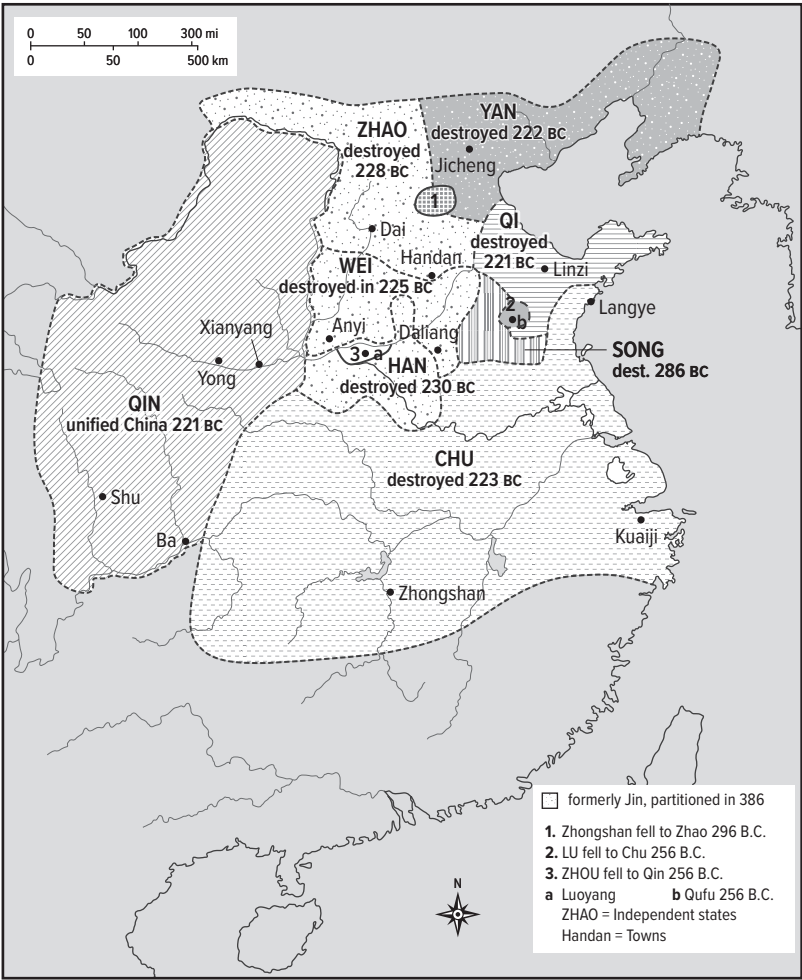 0 50 100 300 mi
0 50 500 km
YAN
destroyed 222 BC
Jicheng
ZHAO
destroyed
228 BC
1
Dai
QI
destroyed
221 BC
Linzi
Handan
WEI
destroyed in 225 BC
2
b
Langye
Xianyang
Anyi
Daliang
3 a
HAN
destroyed 230 BC
SONG
dest. 286 BC
Yong
QIN
unified China 221 BC
CHU
destroyed 223 BC
Shu
Ba
Kuaiji
Zhongshan
formerly Jin, partitioned in 386
1. Zhongshan fell to Zhao 296 B.C.
2. LU fell to Chu 256 B.C.
3. ZHOU fell to Qin 256 B.C.
a Luoyang b Qufu 256 B.C.
ZHAO = Independent states
Handan = Towns
N